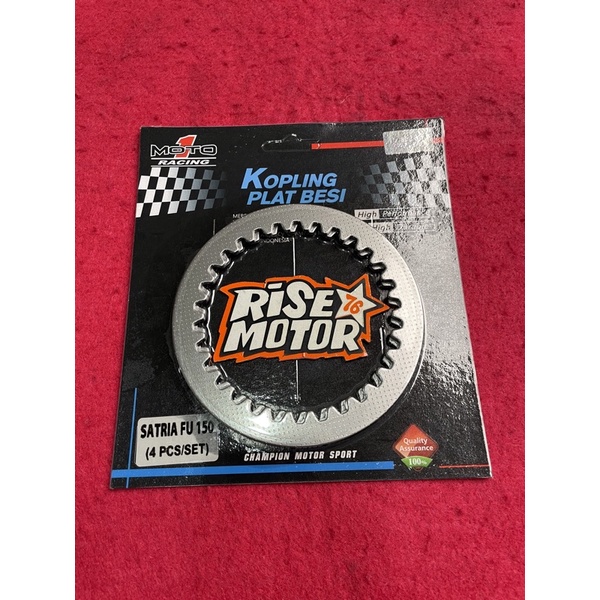 MOTO 1
RACING
KOPLING
PLAT BESI
High
High
RISE
76
MOTOR
SATRIA FU 150
(4 PCS/SET)
CHAMPION MOTOR SPORT
Quality
Assurance
100%